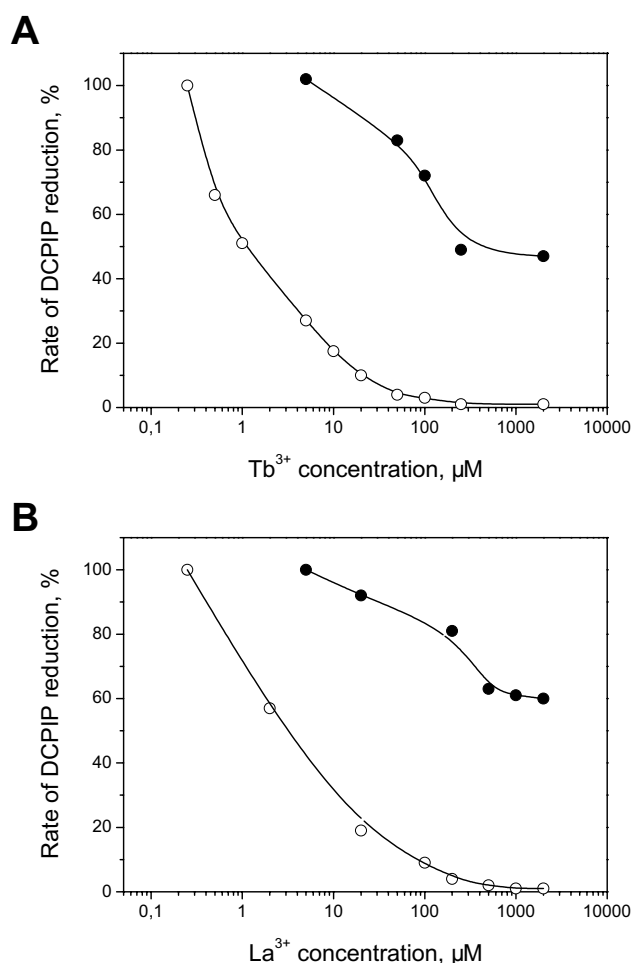 A
Rate of DCPIP reduction, %
100
80
60
40
20
0
0,1 1 10 100 1000 10000
Tb³⁺ concentration, µM
B
Rate of DCPIP reduction, %
100
80
60
40
20
0
0,1 1 10 100 1000 10000
La³⁺ concentration, µM